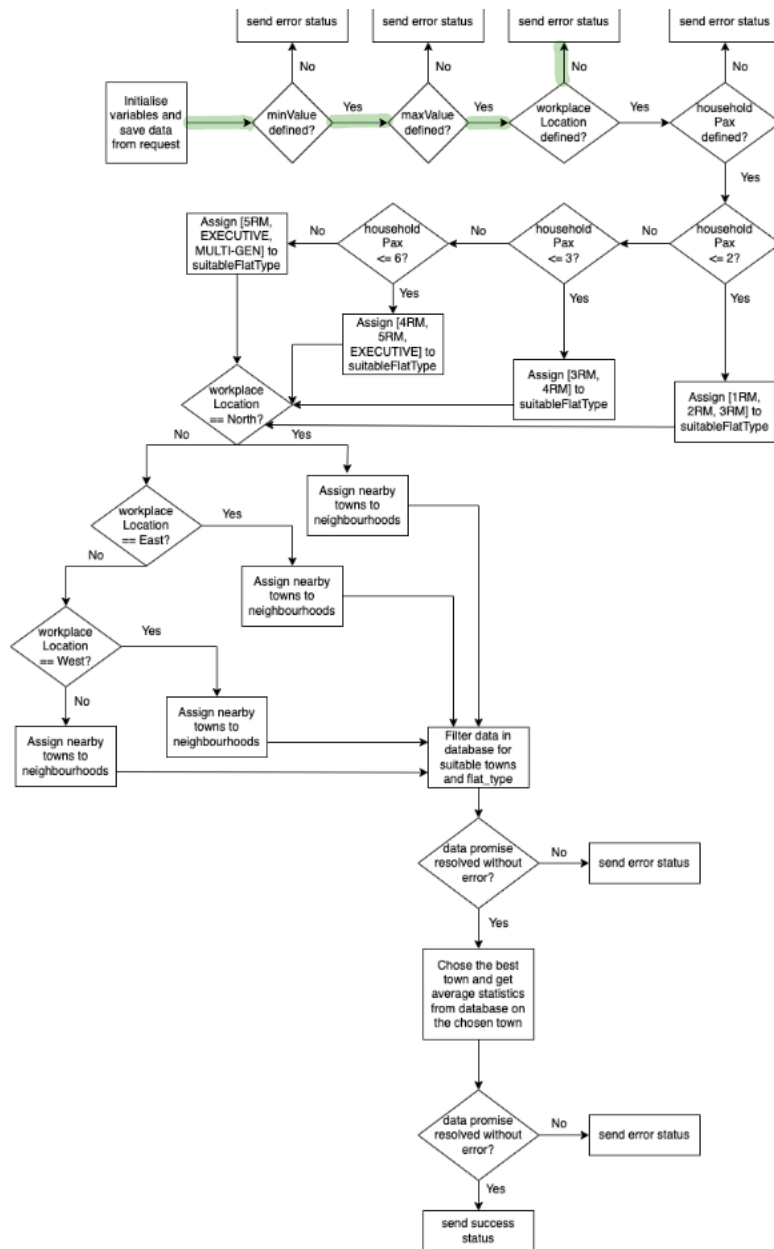 send error status
send error status
send error status
send error status
No
No
No
No
Initialise
variables and
save data
from request
minValue
defined?
Yes
maxValue
defined?
Yes
workplace
Location
defined?
Yes
household
Pax
defined?
Yes
Assign [5RM,
EXECUTIVE,
MULTI-GEN] to
suitableFlatType
No
household
Pax
<= 6?
No
household
Pax
<= 3?
No
household
Pax
<= 2?
Yes
Yes
Yes
Assign [4RM,
5RM,
EXECUTIVE] to
suitableFlatType
Assign [3RM,
4RM] to
suitableFlatType
Assign [1RM,
2RM, 3RM] to
suitableFlatType
workplace
Location
== North?
No
Yes
Assign nearby
towns to
neighbourhoods
workplace
Location
== East?
Yes
No
Assign nearby
towns to
neighbourhoods
workplace
Location
== West?
Yes
No
Assign nearby
towns to
neighbourhoods
Assign nearby
towns to
neighbourhoods
Filter data in
database for
suitable towns
and flat_type
data promise
resolved without
error?
No
send error status
Yes
Chose the best
town and get
average statistics
from database on
the chosen town
data promise
resolved without
error?
No
send error status
Yes
send success
status